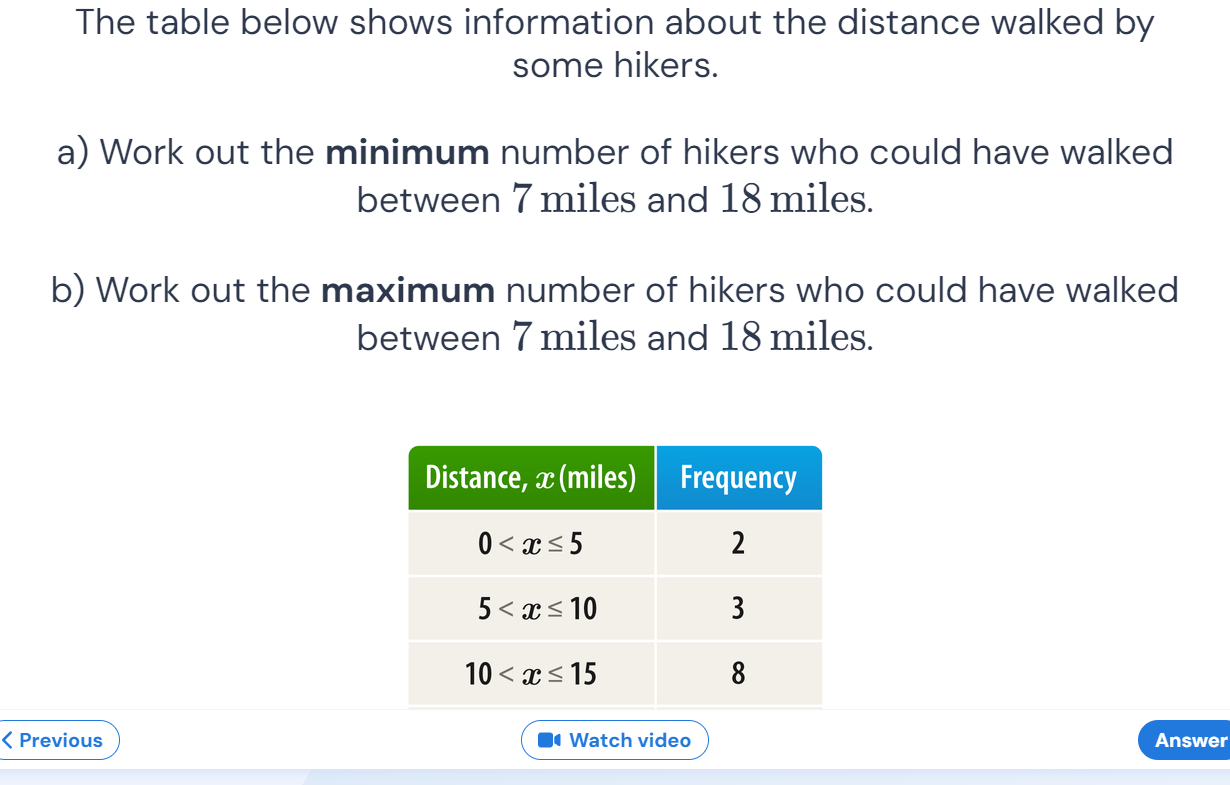 The table below shows information about the distance walked by
some hikers.
a) Work out the minimum number of hikers who could have walked
between 7 miles and 18 miles.
b) Work out the maximum number of hikers who could have walked
between 7 miles and 18 miles.
Distance, x (miles) Frequency
0 < x ≤ 5 2
5 < x ≤ 10 3
10 < x ≤ 15 8
< Previous Watch video Answer